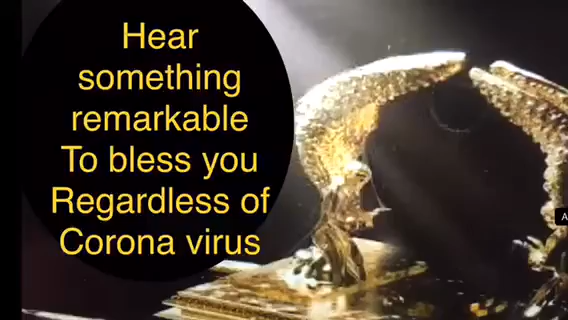 Hear
something
remarkable
To bless you
Regardless of
Corona virus
A